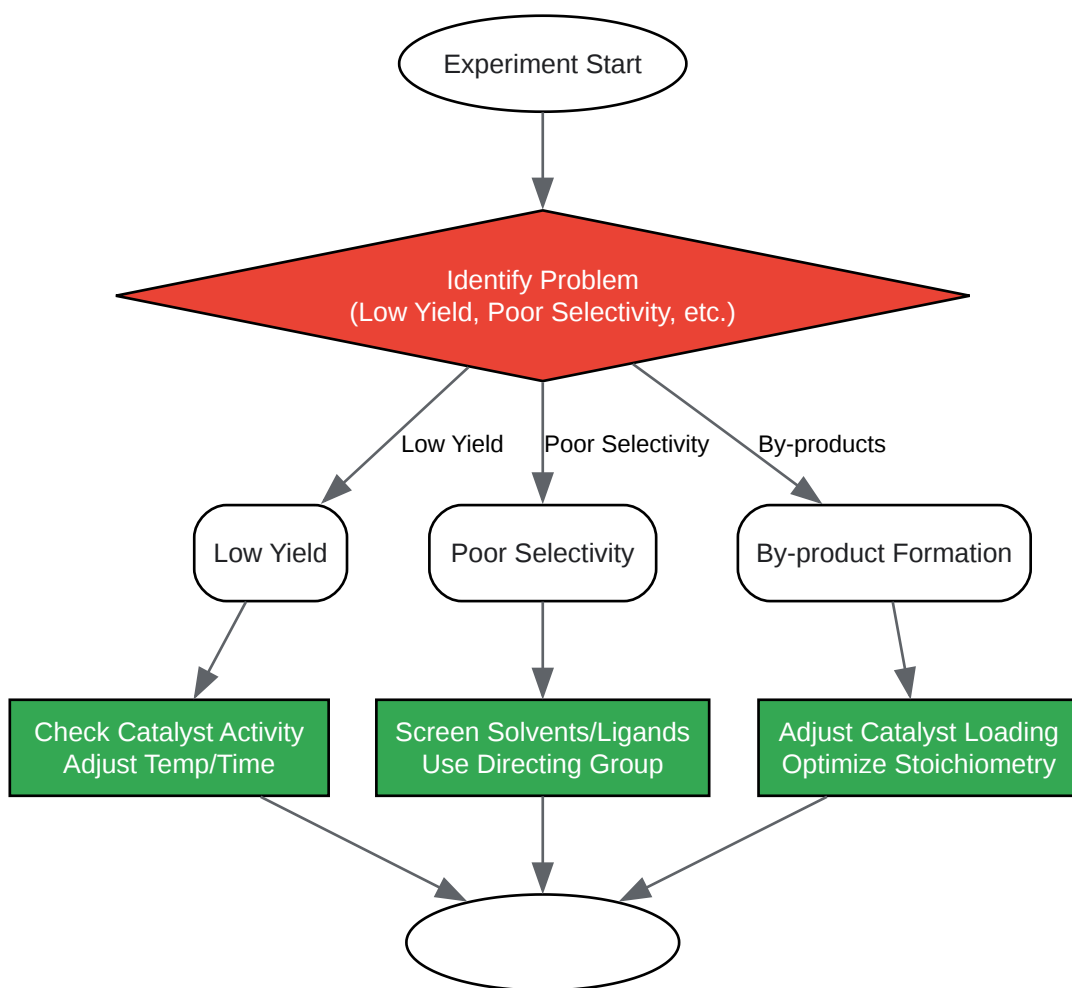 Experiment Start
Identify Problem
(Low Yield, Poor Selectivity, etc.)
Low Yield
Poor Selectivity
By-products
Low Yield
Poor Selectivity
By-product Formation
Check Catalyst Activity
Adjust Temp/Time
Screen Solvents/Ligands
Use Directing Group
Adjust Catalyst Loading
Optimize Stoichiometry